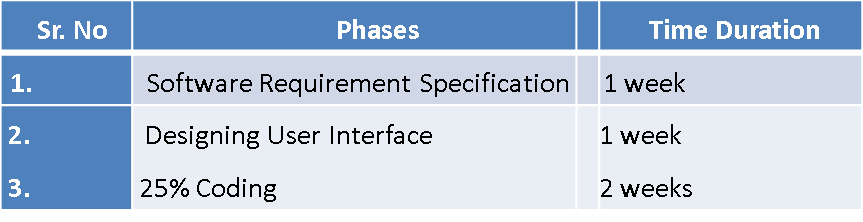 Sr. No Phases Time Duration
1. Software Requirement Specification 1 week
2. Designing User Interface 1 week
3. 25% Coding 2 weeks